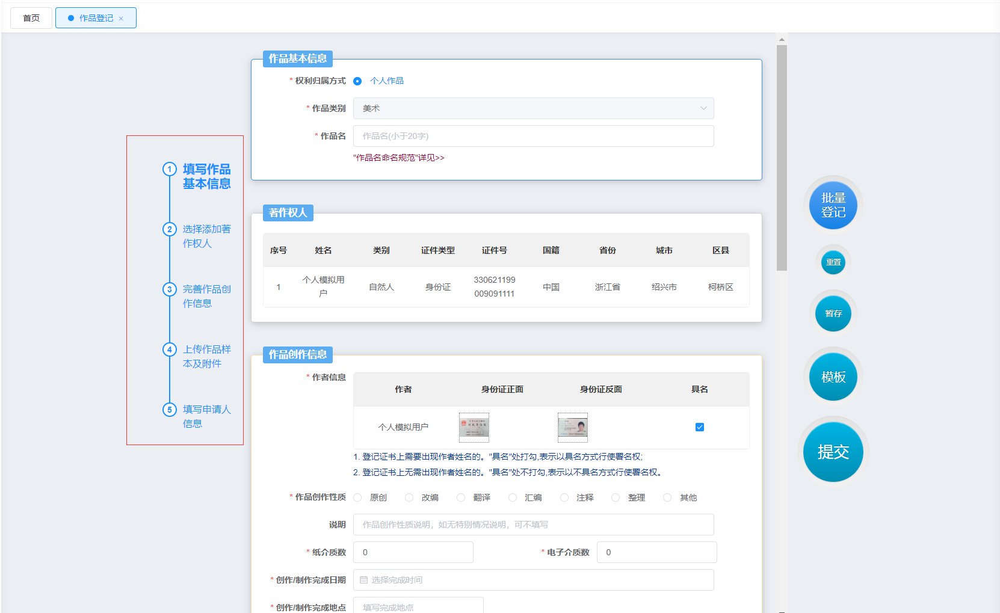 首页
作品登记 ×
作品基本信息
* 权利归属方式 个人作品
* 作品类别 美术
* 作品名 作品名(小于20字)
"作品名命名规范"详见>>
1 填写作品
基本信息
2 选择添加著
作权人
3 完善作品创
作信息
4 上传作品样
本及附件
5 填写申请人
信息
著作权人
序号 姓名 类别 证件类型 证件号 国籍 省份 城市 区县
1 个人模拟用
户 自然人 身份证 330621199
009091111 中国 浙江省 绍兴市 柯桥区
作品创作信息
* 作者信息
作者 身份证正面 身份证反面 具名
个人模拟用户
1. 登记证书上需要出现作者姓名的。"具名"处打勾,表示以具名方式行使署名权;
2. 登记证书上无需出现作者姓名的。"具名"处不打勾,表示以不具名方式行使署名权。
* 作品创作性质 原创 改编 翻译 汇编 注释 整理 其他
说明 作品创作性质说明，如无特别情况说明，可不填写
* 纸介质数 0 * 电子介质数 0
* 创作/制作完成日期 选择完成时间
* 创作/制作完成地点 填写完成地点
批量
登记
重置
暂存
模板
提交